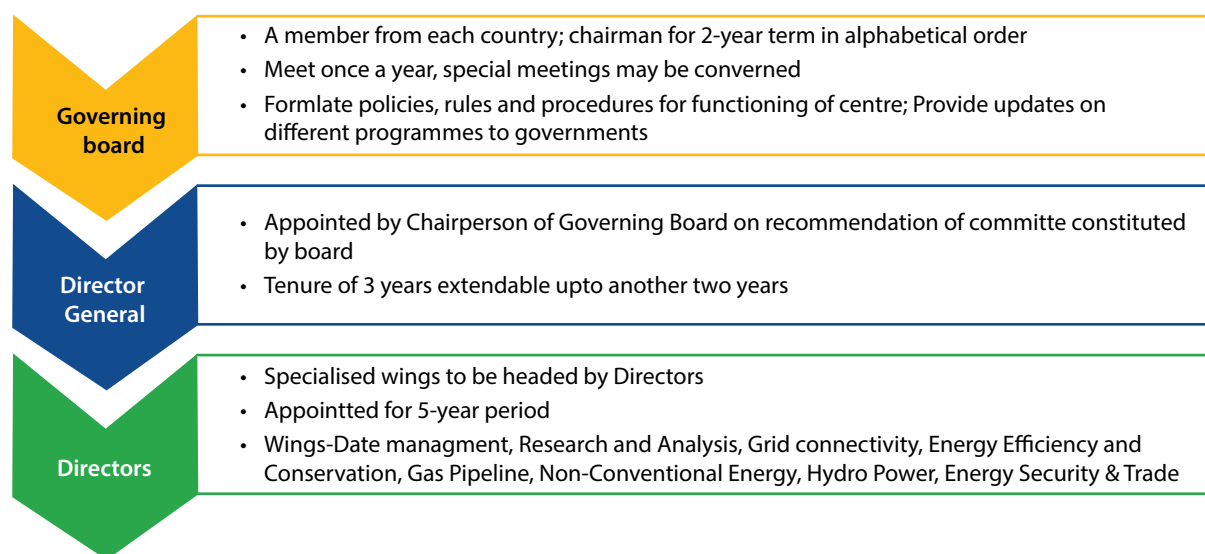 Governing
board
• A member from each country; chairman for 2-year term in alphabetical order
• Meet once a year, special meetings may be converned
• Formlate policies, rules and procedures for functioning of centre; Provide updates on
different programmes to governments
Director
General
• Appointed by Chairperson of Governing Board on recommendation of committe constituted
by board
• Tenure of 3 years extendable upto another two years
Directors
• Specialised wings to be headed by Directors
• Appointted for 5-year period
• Wings-Date managment, Research and Analysis, Grid connectivity, Energy Efficiency and
Conservation, Gas Pipeline, Non-Conventional Energy, Hydro Power, Energy Security & Trade